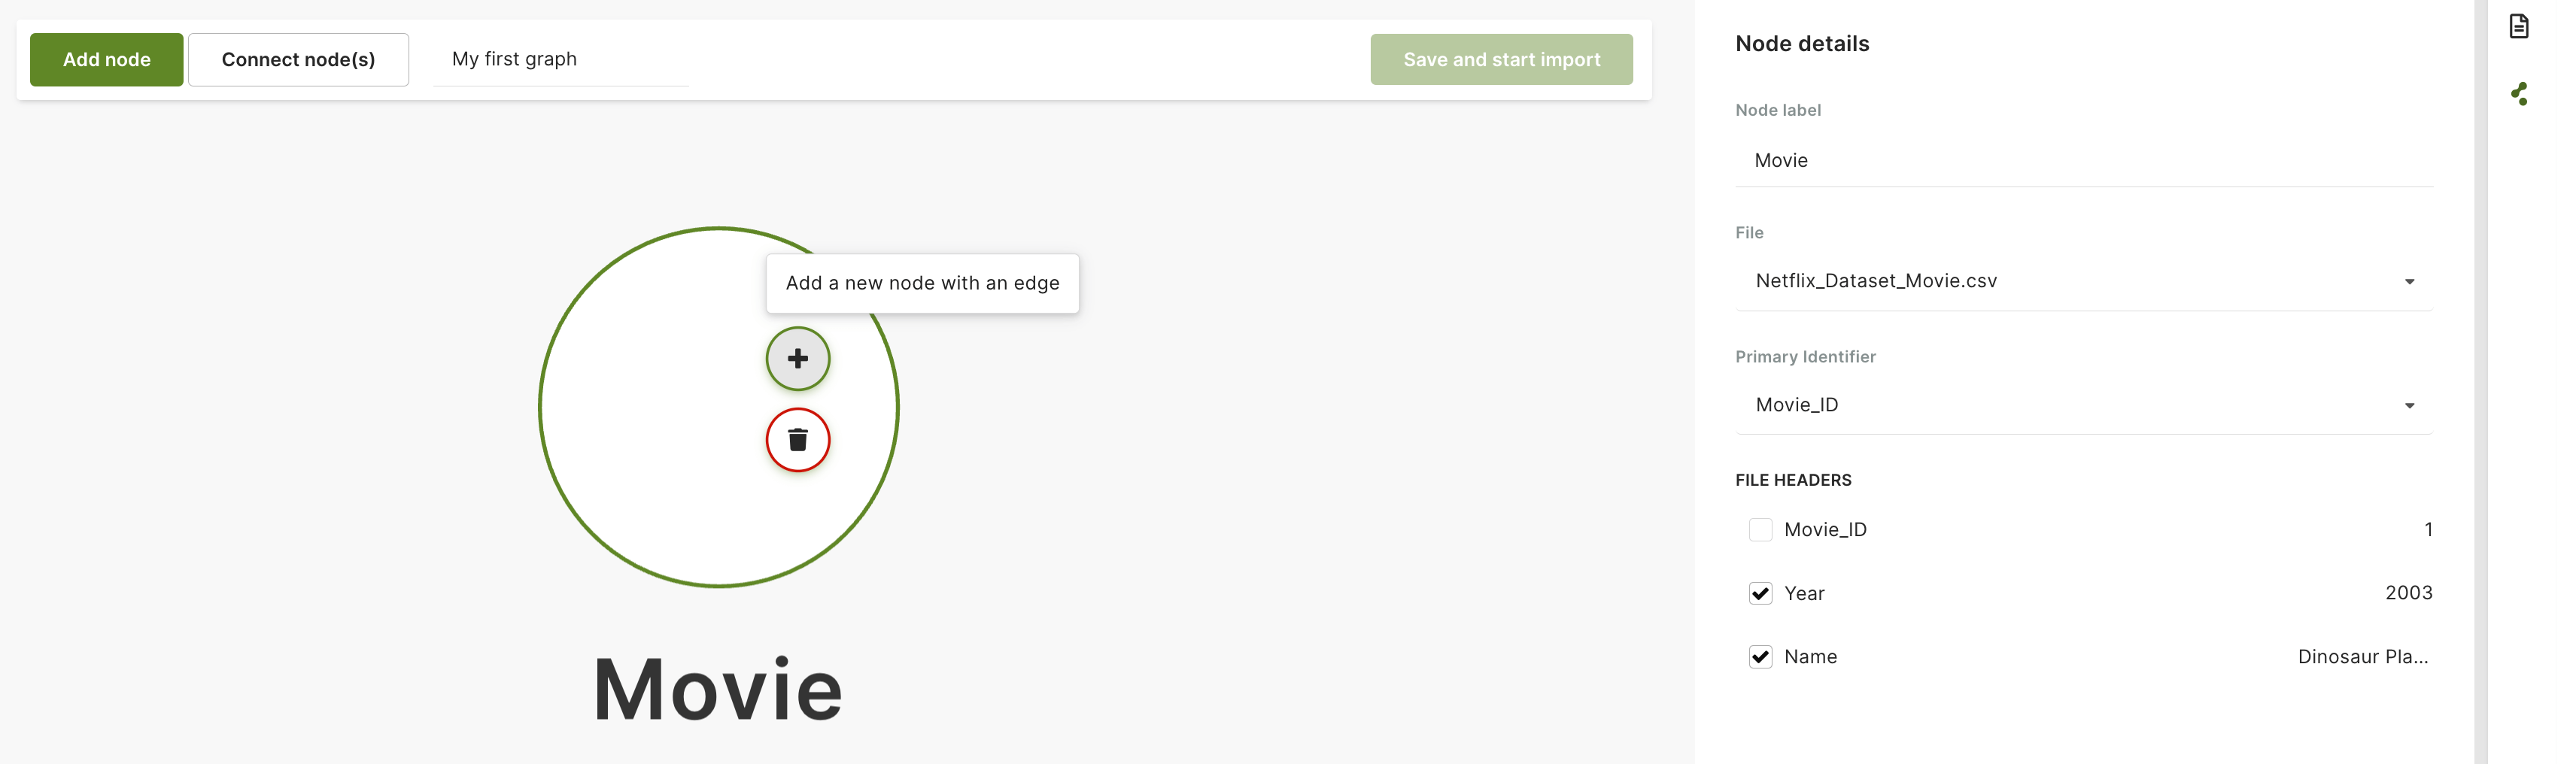 Add node
Connect node(s)
My first graph
Save and start import
Add a new node with an edge
Movie
Node details
Node label
Movie
File
Netflix_Dataset_Movie.csv
Primary Identifier
Movie_ID
FILE HEADERS
Movie_ID 1
Year 2003
Name Dinosaur Pla...